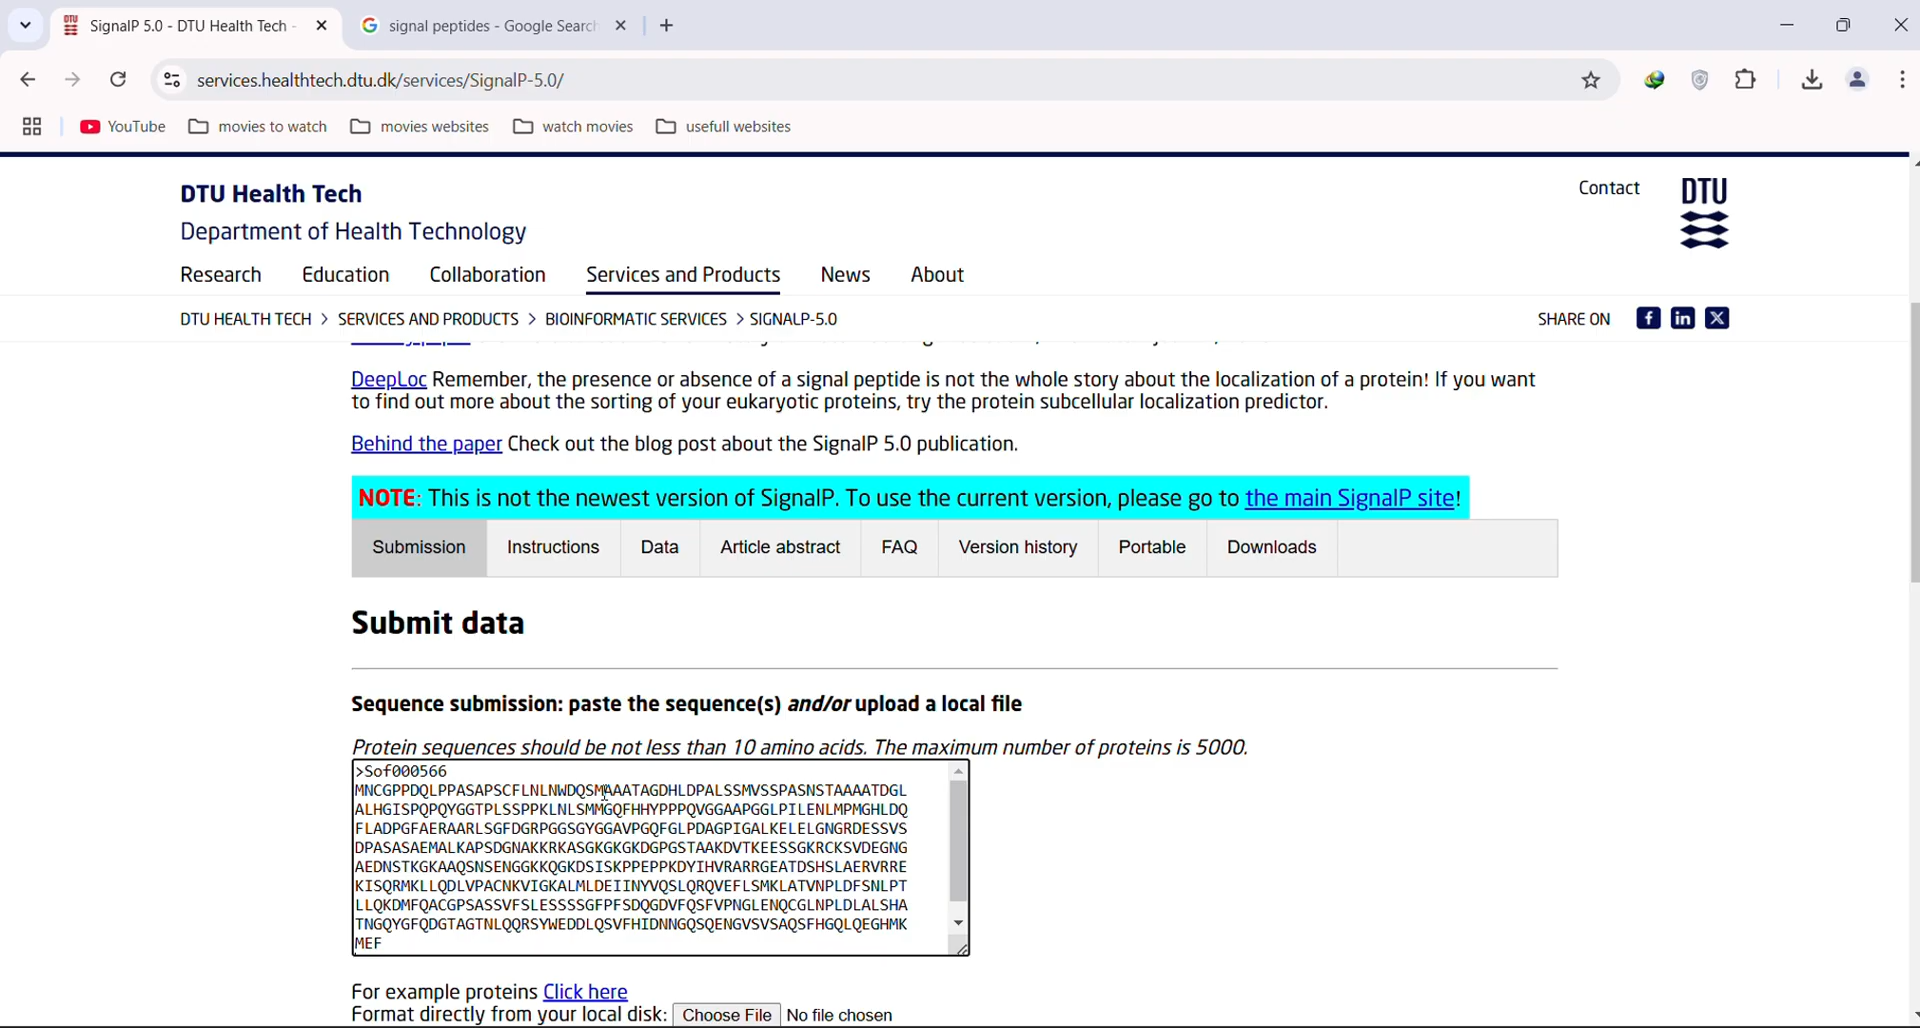 SignalP 5.0 - DTU Health Tech -
signal peptides - Google Search
services.healthtech.dtu.dk/services/SignalP-5.0/
YouTube
movies to watch
movies websites
watch movies
usefull websites
DTU Health Tech
Department of Health Technology
Contact
DTU
Research Education Collaboration Services and Products News About
DTU HEALTH TECH > SERVICES AND PRODUCTS > BIOINFORMATIC SERVICES > SIGNALP-5.0
SHARE ON
DeepLoc Remember, the presence or absence of a signal peptide is not the whole story about the localization of a protein! If you want
to find out more about the sorting of your eukaryotic proteins, try the protein subcellular localization predictor.
Behind the paper Check out the blog post about the SignalP 5.0 publication.
NOTE: This is not the newest version of SignalP. To use the current version, please go to the main SignalP site!
Submission Instructions Data Article abstract FAQ Version history Portable Downloads
Submit data
Sequence submission: paste the sequence(s) and/or upload a local file
Protein sequences should be not less than 10 amino acids. The maximum number of proteins is 5000.
>Sof000566
MNCGPPDQLPPASAPSCFLNLNWDQSMAAATAGDHLDPALSSMVSSPASNSTAAAATDGL
ALHGISPQPQYGGTPLSSPPKLNLSMMGQFHHYPPPQVGGAAPGGLPILENLMPMGHLDQ
FLADPGFAERAARLSGFDGRPGGSGYGGAVPGQFGLPDAGPIGALKELELGNGRDESSVS
DPASASAEMALKAPSDGNAKKRKASGKGKGKDGPGSTAAKDVTKEESSGKRCKSVDEGNG
AEDNSTKGKAAQSNSENGGKKQGKDSISKPPEPPKDYIHVRARRGEATDSHSLAERVRRE
KISQRMKLLQDLVPACNKVIGKALMLDEIINYVQSLQRQVEFLSMKLATVNPLDFSNLPT
LLQKDMFQACGPSASSVFSLESSSSGFPFSDQGDVFQSFVPNGLENQCGLNPLDLALSHA
TNGQYGFQDGTAGTNLQQRSYWEDDLQSVFHIDNNGQSQENGVSVSAQSFHGQLQEGHMK
MEF
For example proteins Click here
Format directly from your local disk: Choose File No file chosen